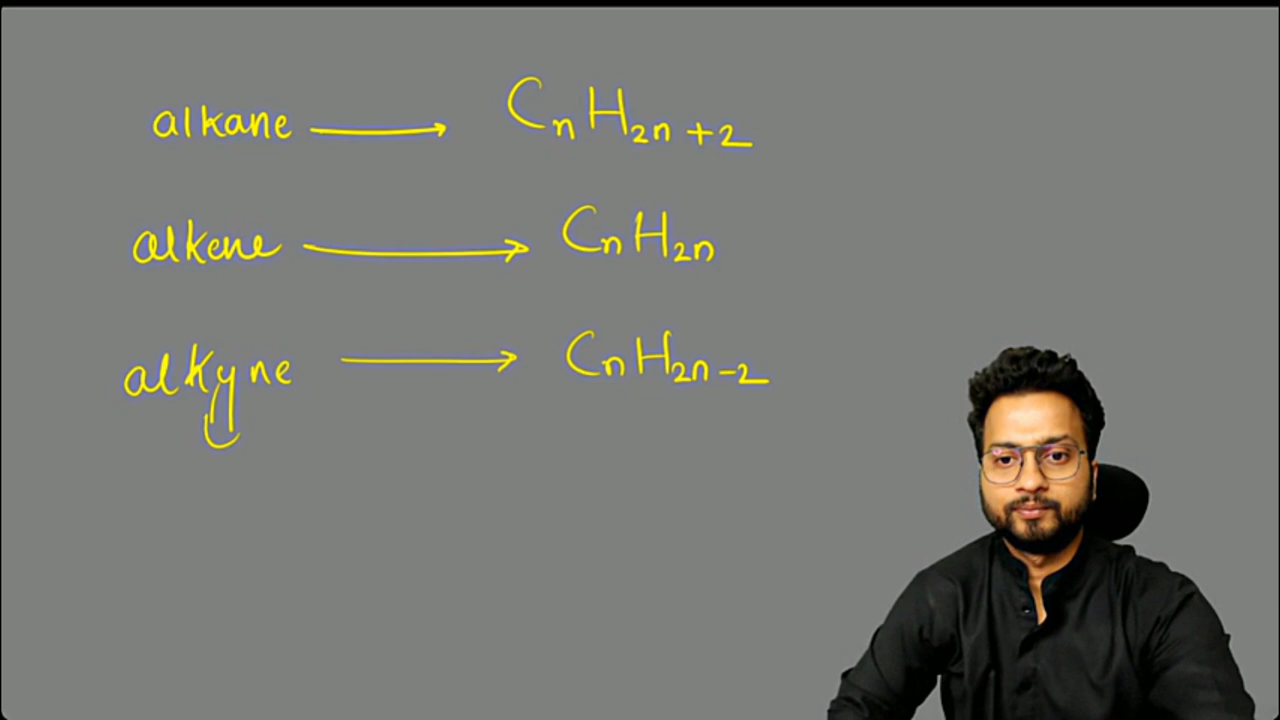 alkane → CnH2n+2
alkene → CnH2n
alkyne → CnH2n-2